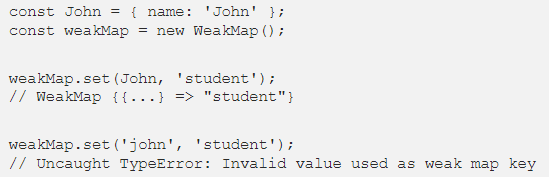 const John = { name: 'John' };
const weakMap = new WeakMap();
weakMap.set(John, 'student');
// WeakMap {{...} => "student"}
weakMap.set('john', 'student');
// Uncaught TypeError: Invalid value used as weak map key